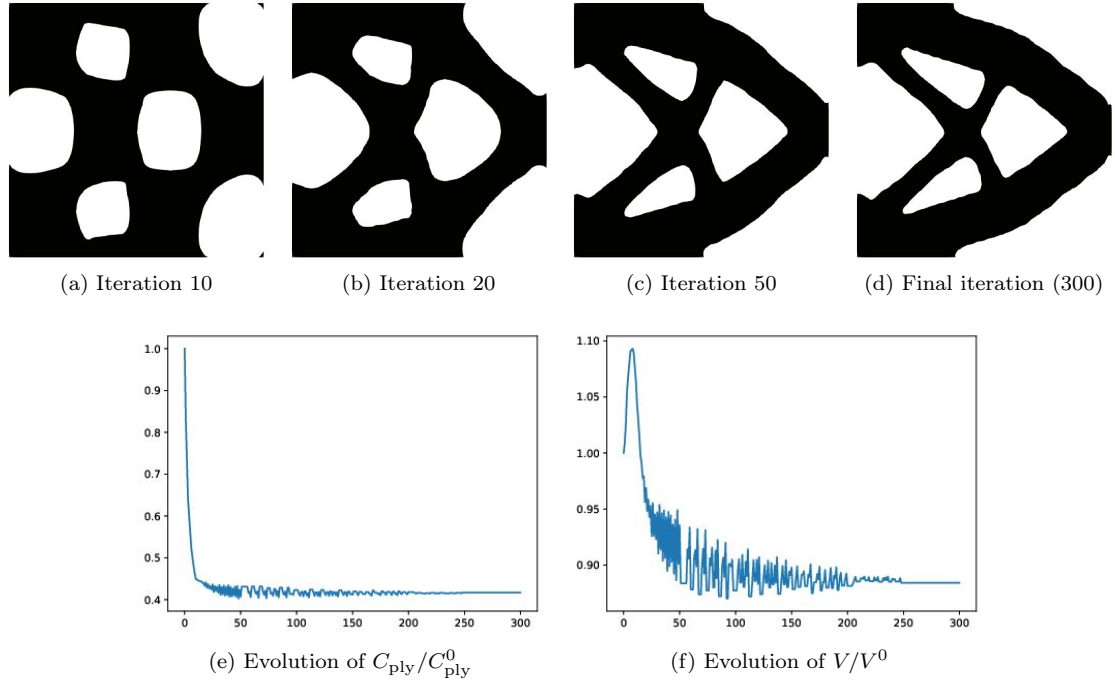 (a) Iteration 10
(b) Iteration 20
(c) Iteration 50
(d) Final iteration (300)
1.0
0.9
0.8
0.7
0.6
0.5
0.4
0 50 100 150 200 250 300
(e) Evolution of C_ply/C^0_ply
1.10
1.05
1.00
0.95
0.90
0 50 100 150 200 250 300
(f) Evolution of V/V^0